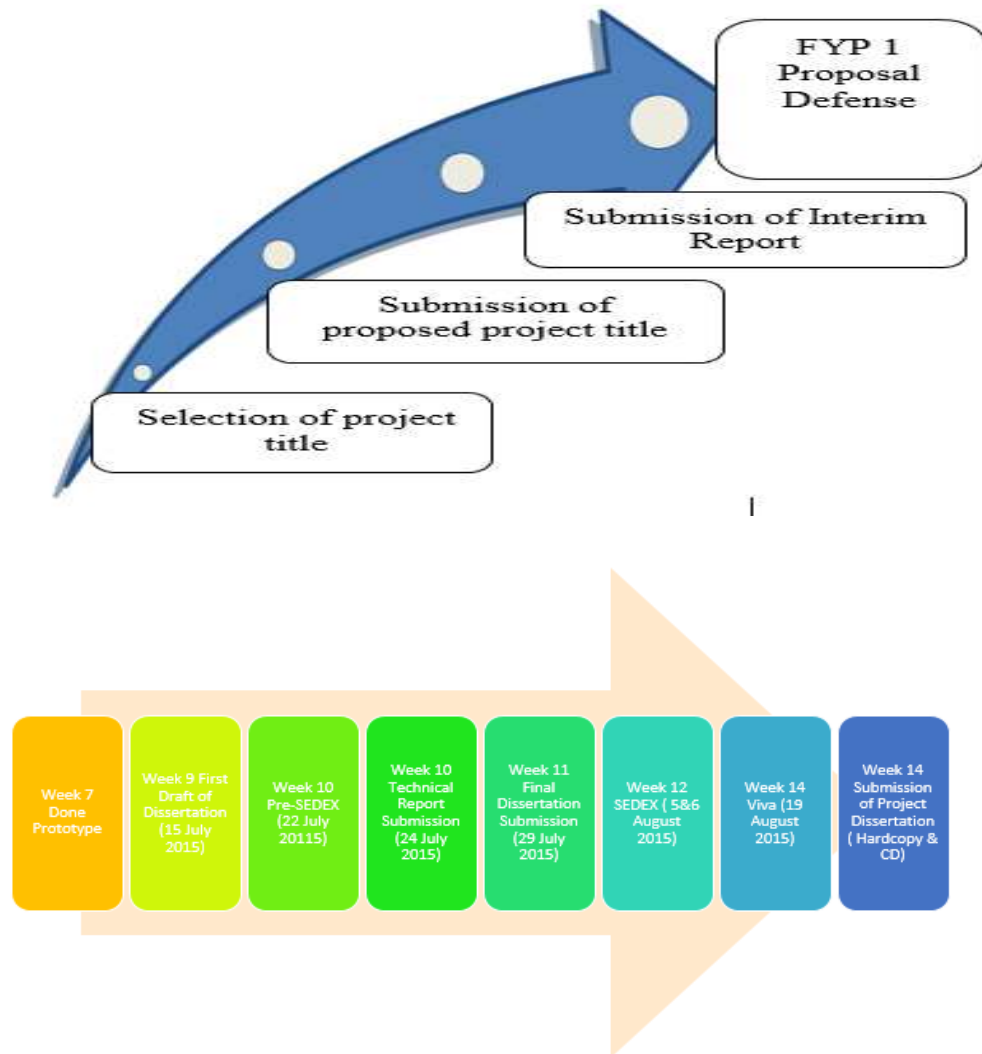 FYP 1
Proposal
Defense
Submission of Interim
Report
Submission of
proposed project title
Selection of project
title
Week 7
Done
Prototype
Week 9 First
Draft of
Dissertation
(15 July
2015)
Week 10
Pre-SEDEX
(22 July
20115)
Week 10
Technical
Report
Submission
(24 July
2015)
Week 11
Final
Dissertation
Submission
(29 July
2015)
Week 12
SEDEX ( 5&6
August
2015)
Week 14
Viva (19
August
2015)
Week 14
Submission
of Project
Dissertation
( Hardcopy &
CD)